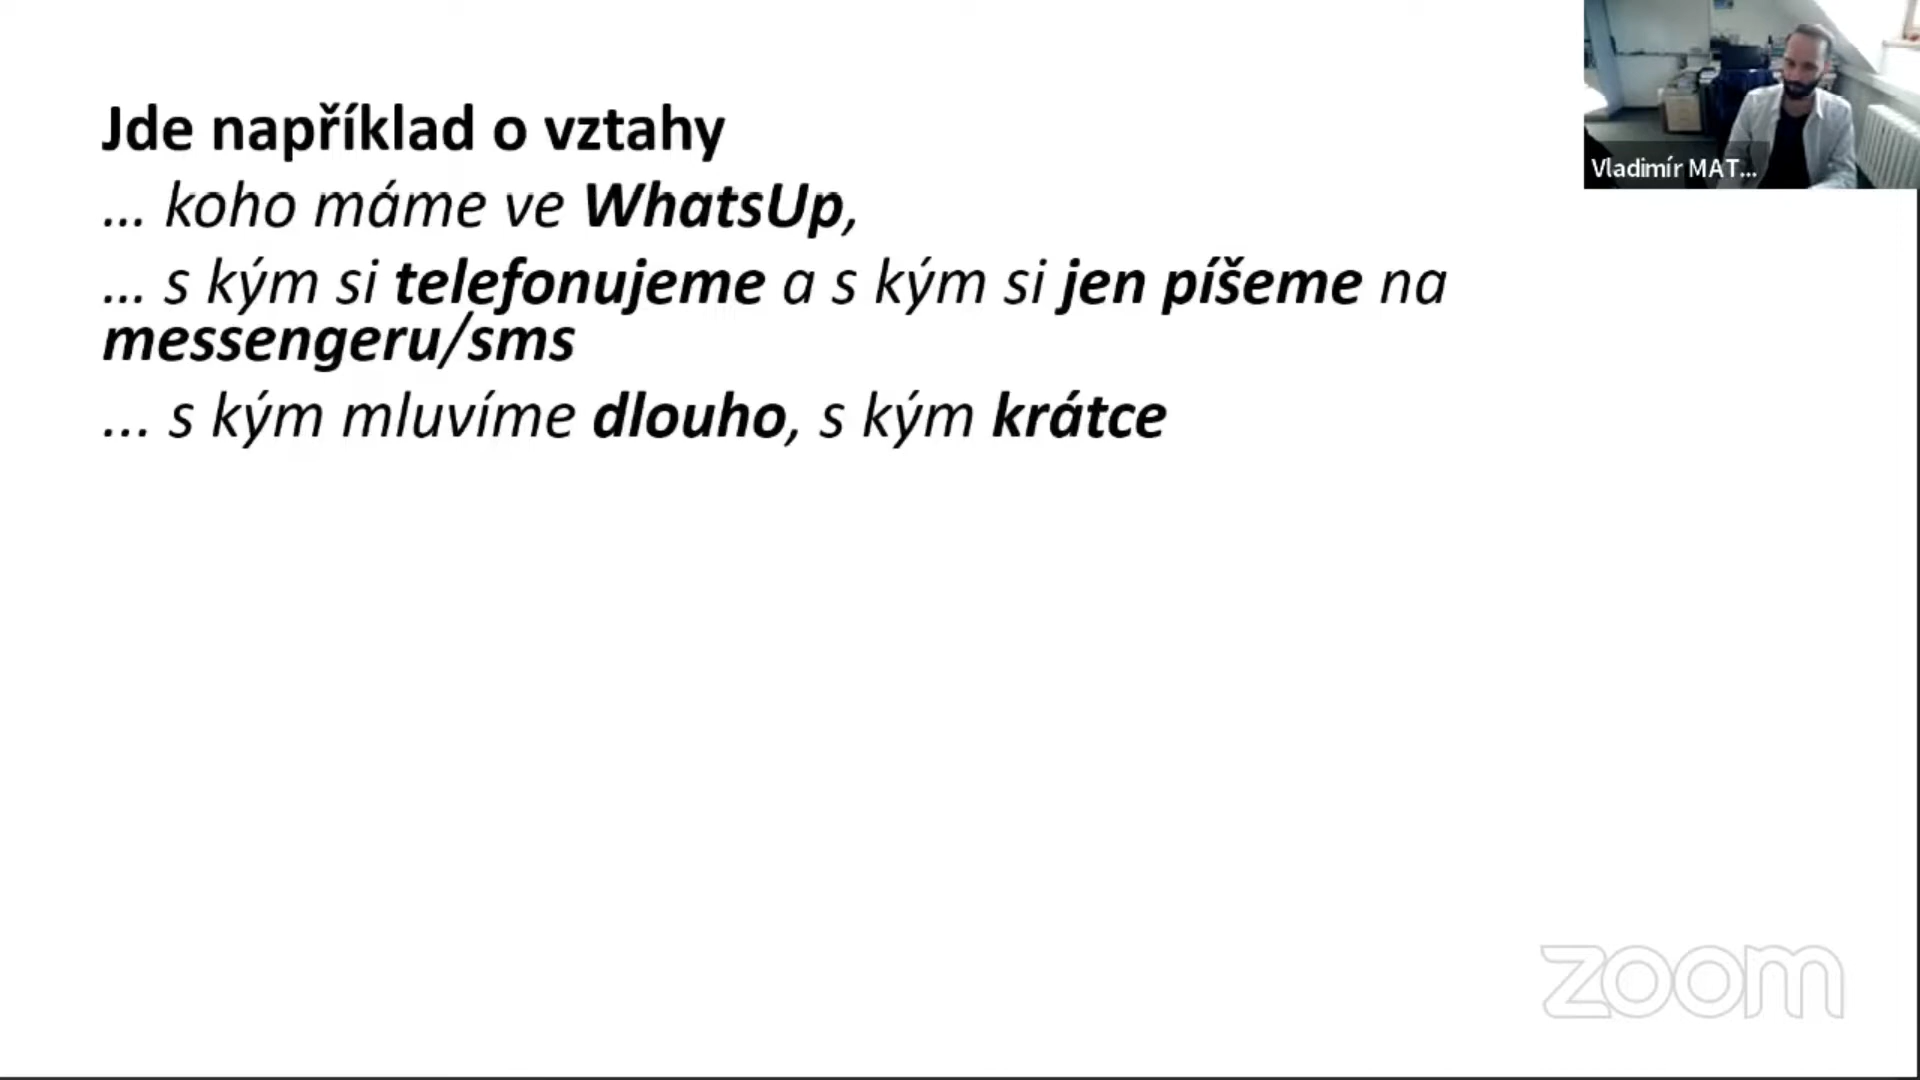 Jde například o vztahy
... koho máme ve WhatsUp,
... s kým si telefonujeme a s kým si jen píšeme na
messengeru/sms
... s kým mluvíme dlouho, s kým krátce
Vladimír MAT...
zoom